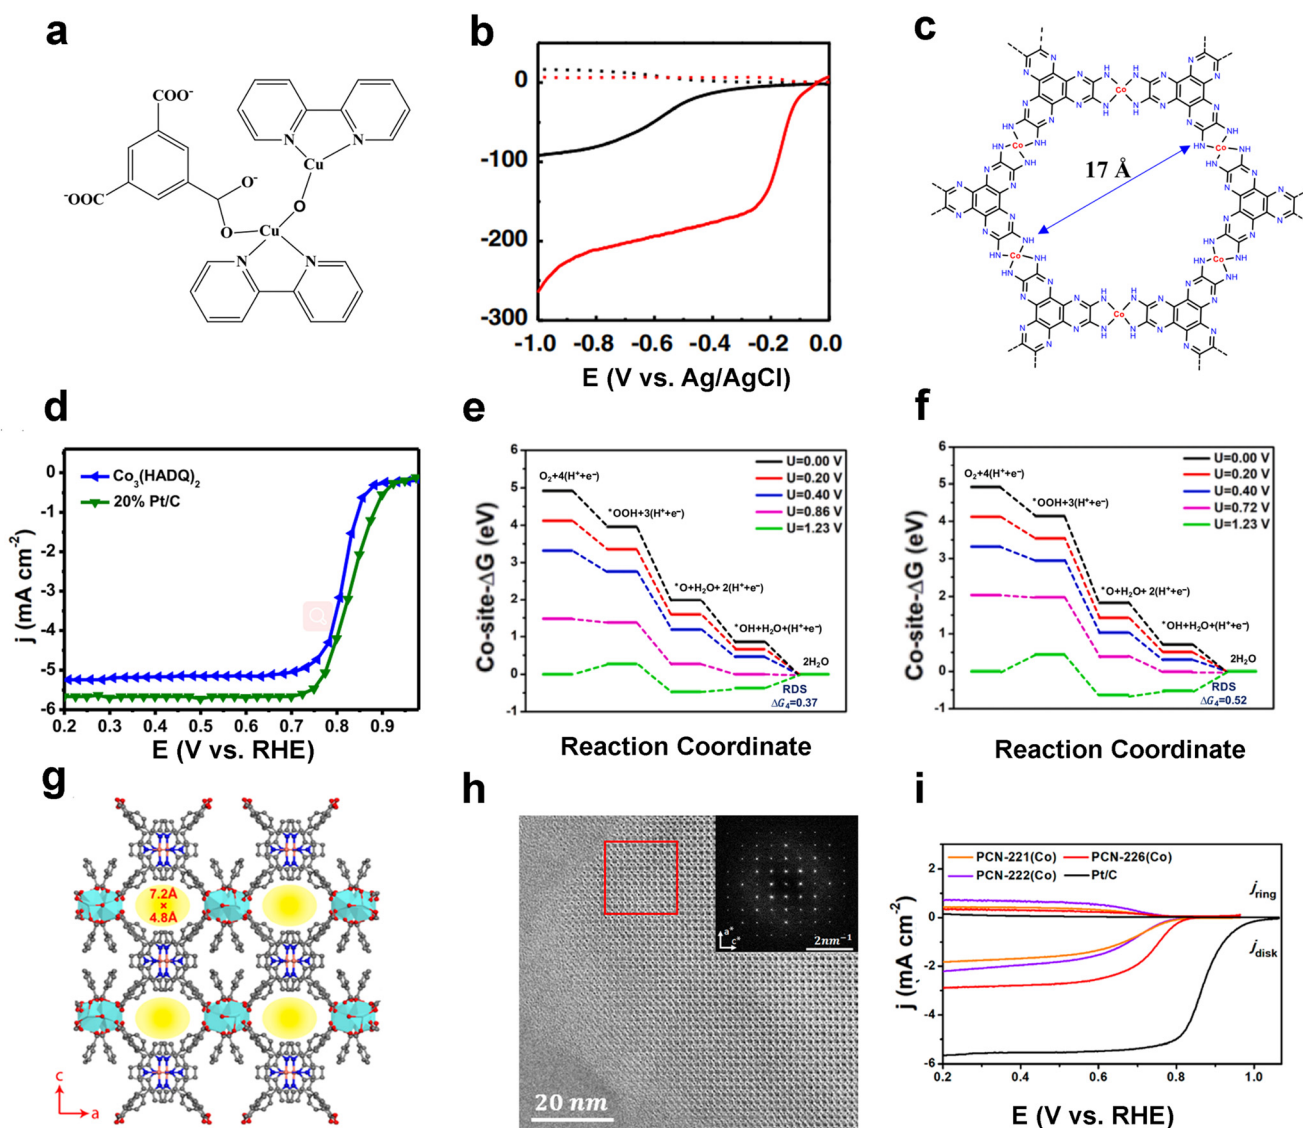 a
COO⁻
⁻OOC
O⁻
O
Cu
N
N
Cu
O
N
N
b
0
-100
-200
-300
-1.0 -0.8 -0.6 -0.4 -0.2 0.0
E (V vs. Ag/AgCl)
c
17 Å
Co
Co
Co
Co
Co
Co
d
Co₃(HADQ)₂
20% Pt/C
0
-1
-2
-3
-4
-5
-6
j (mA cm⁻²)
0.2 0.3 0.4 0.5 0.6 0.7 0.8 0.9
E (V vs. RHE)
e
6
5
4
3
2
1
0
-1
Co-site-ΔG (eV)
O₂+4(H⁺+e⁻)
*OOH+3(H⁺+e⁻)
*O+H₂O+ 2(H⁺+e⁻)
*OH+H₂O+(H⁺+e⁻)
2H₂O
RDS
ΔG₄=0.37
U=0.00 V
U=0.20 V
U=0.40 V
U=0.86 V
U=1.23 V
Reaction Coordinate
f
6
5
4
3
2
1
0
-1
Co-site-ΔG (eV)
O₂+4(H⁺+e⁻)
*OOH+3(H⁺+e⁻)
*O+H₂O+ 2(H⁺+e⁻)
*OH+H₂O+(H⁺+e⁻)
2H₂O
RDS
ΔG₄=0.52
U=0.00 V
U=0.20 V
U=0.40 V
U=0.72 V
U=1.23 V
Reaction Coordinate
g
7.2Å
×
4.8Å
c
a
h
a*
c*
2nm⁻¹
20 nm
i
PCN-221(Co) PCN-226(Co)
PCN-222(Co) Pt/C
j ring
j disk
2
0
-2
-4
-6
j (mA cm⁻²)
0.2 0.4 0.6 0.8 1.0
E (V vs. RHE)